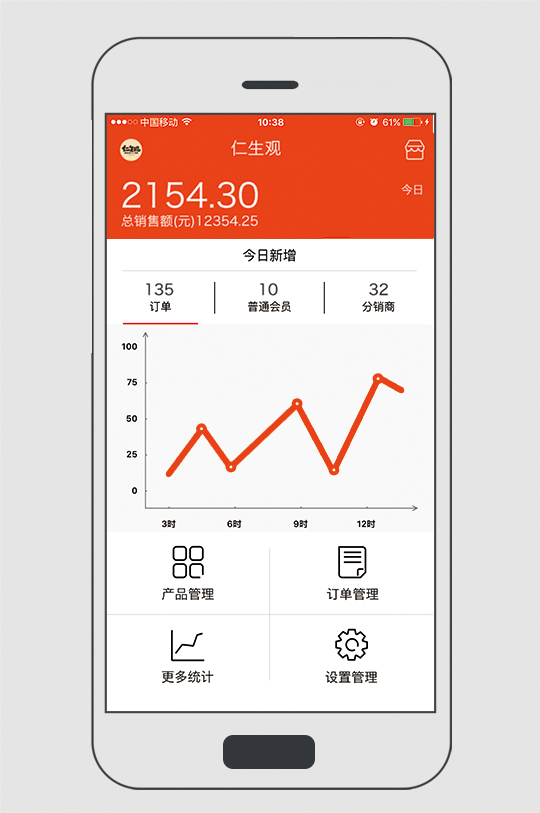 中国移动 10:38 61%
仁生观
2154.30 今日
总销售额(元)12354.25
今日新增
135 10 32
订单 普通会员 分销商
100
75
50
25
0
3时 6时 9时 12时
产品管理 订单管理
更多统计 设置管理